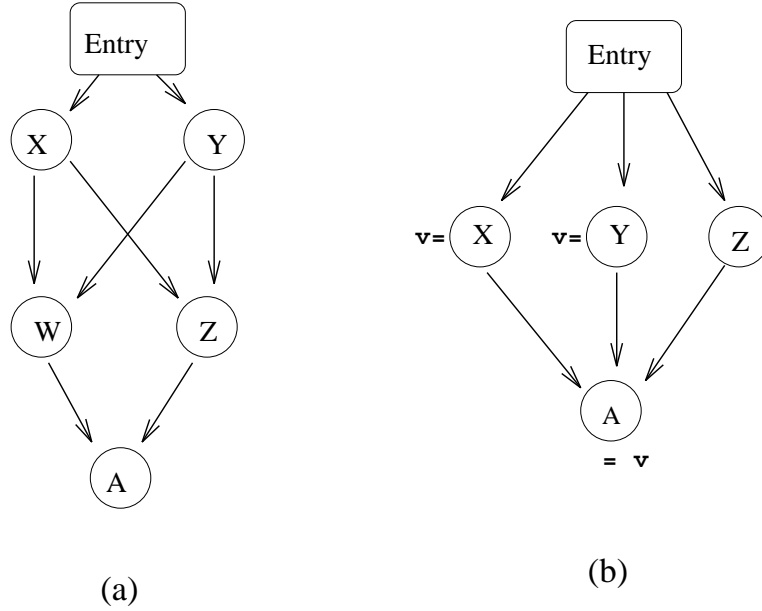 Entry
X
Y
W
Z
A
(a)
Entry
v= X
v= Y
Z
A
= v
(b)